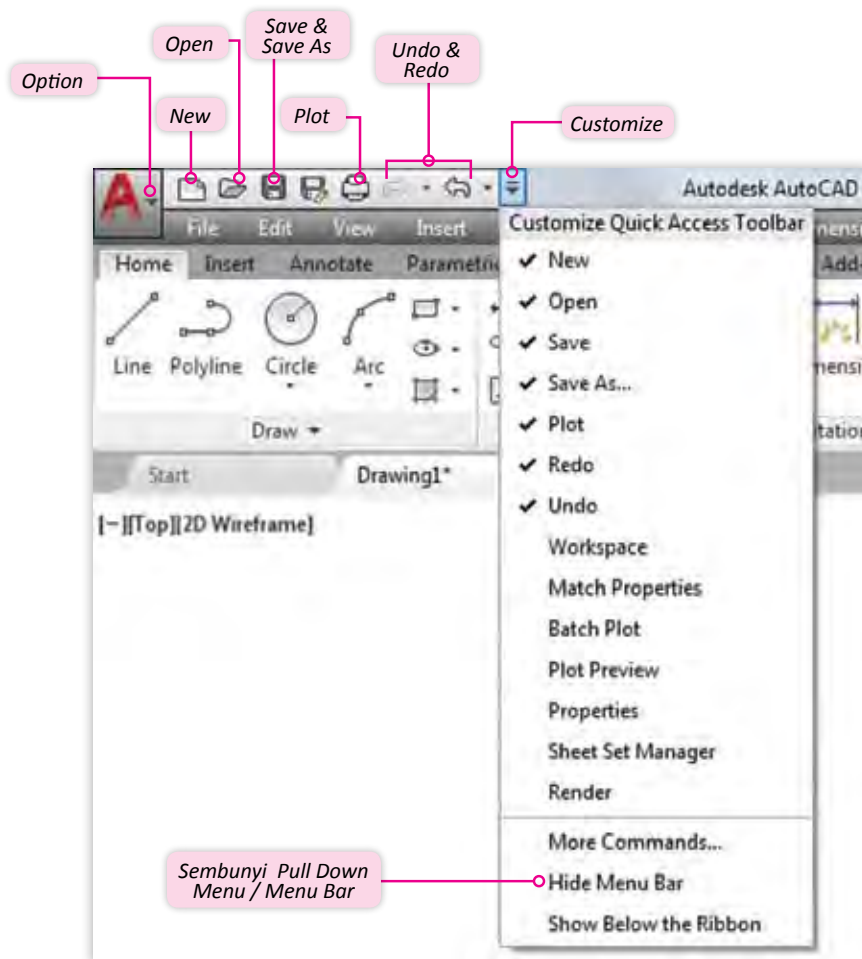 Save &
Save As
Open
Undo &
Redo
Option
New
Plot
Customize
Autodesk AutoCAD
File Edit View Insert
Customize Quick Access Toolbar
Home Insert Annotate
Add-
New
Open
Save
Save As...
Plot
Redo
Undo
Workspace
Match Properties
Batch Plot
Plot Preview
Properties
Sheet Set Manager
Render
More Commands...
Hide Menu Bar
Show Below the Ribbon
Line Polyline Circle Arc
Draw
Start Drawing1*
[−][Top][2D Wireframe]
Sembunyi Pull Down
Menu / Menu Bar